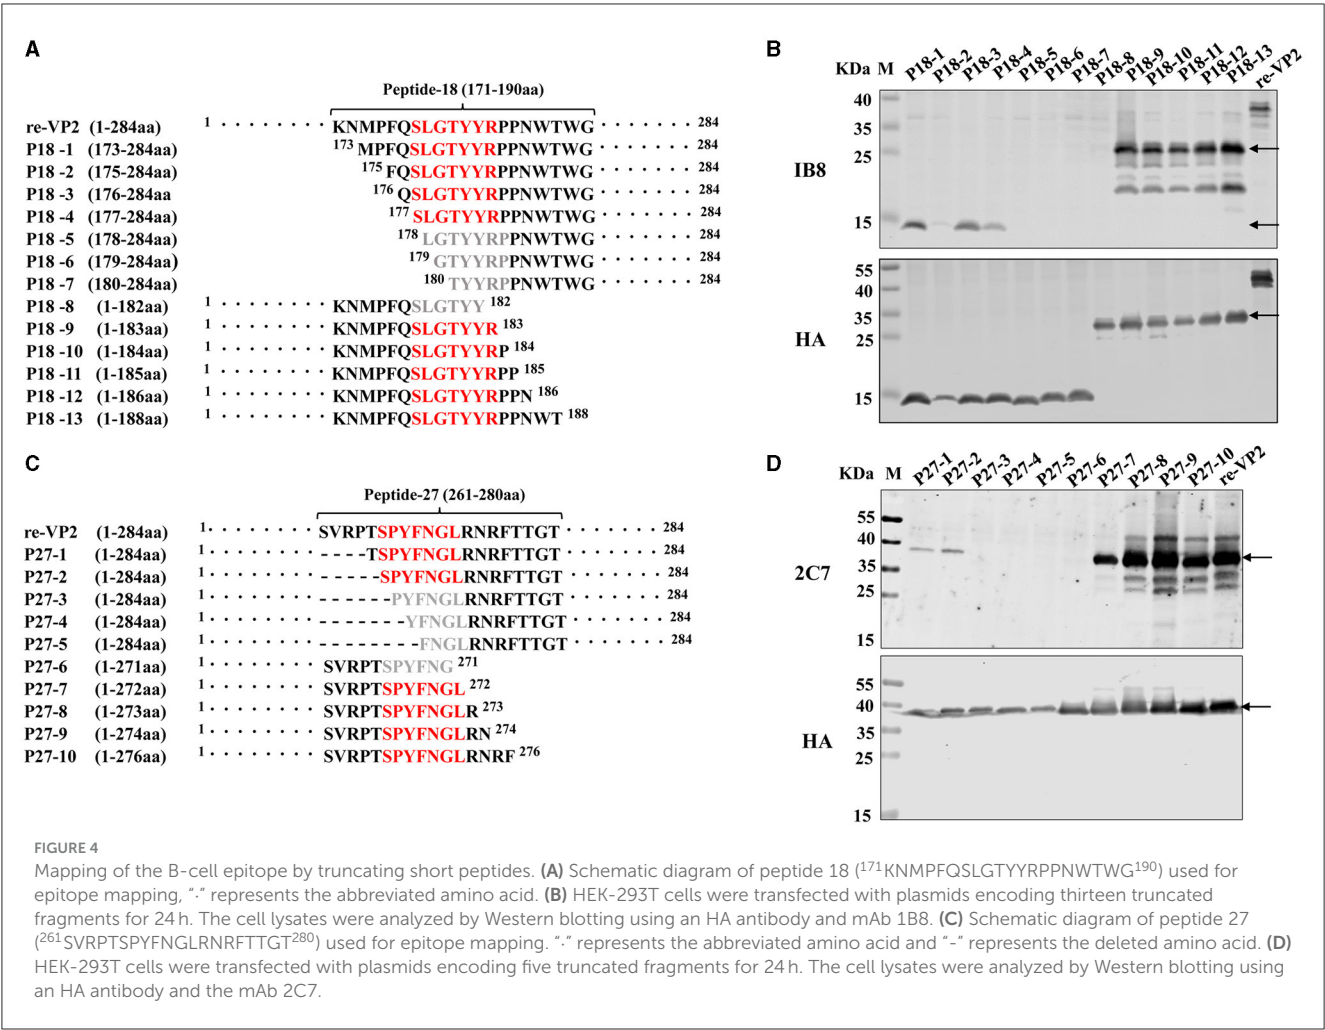 A
Peptide-18 (171-190aa)
re-VP2 (1-284aa) 1 · · · · · · · · KNMPFQSLGTYYRPPNWTWG · · · · · · · 284
P18 -1 (173-284aa) 173 MPFQSLGTYYRPPNWTWG · · · · · · · 284
P18 -2 (175-284aa) 175 FQSLGTYYRPPNWTWG · · · · · · · 284
P18 -3 (176-284aa 176 QSLGTYYRPPNWTWG · · · · · · · 284
P18 -4 (177-284aa) 177 SLGTYYRPPNWTWG · · · · · · · 284
P18 -5 (178-284aa) 178 LGTYYRPPNWTWG · · · · · · · 284
P18 -6 (179-284aa) 179 GTYYRPPNWTWG · · · · · · · 284
P18 -7 (180-284aa) 180 TYYRPPNWTWG · · · · · · · 284
P18 -8 (1-182aa) 1 · · · · · · · · KNMPFQSLGTYY 182
P18 -9 (1-183aa) 1 · · · · · · · · KNMPFQSLGTYYR 183
P18 -10 (1-184aa) 1 · · · · · · · · KNMPFQSLGTYYRP 184
P18 -11 (1-185aa) 1 · · · · · · · · KNMPFQSLGTYYRPP 185
P18 -12 (1-186aa) 1 · · · · · · · · KNMPFQSLGTYYRPPN 186
P18 -13 (1-188aa) 1 · · · · · · · · KNMPFQSLGTYYRPPNWT 188
B
KDa M P18-1 P18-2 P18-3 P18-4 P18-5 P18-6 P18-7 P18-8 P18-9 P18-10 P18-11 P18-12 P18-13 re-VP2
40
35
25
IB8
15
55
40
35
HA
25
15
C
Peptide-27 (261-280aa)
re-VP2 (1-284aa) 1 · · · · · · · · SVRPTSPYFNGLRNRFTTGT · · · · · · · 284
P27-1 (1-284aa) 1 · · · · · · · · ----TSPYFNGLRNRFTTGT · · · · · · · 284
P27-2 (1-284aa) 1 · · · · · · · · -----SPYFNGLRNRFTTGT · · · · · · · 284
P27-3 (1-284aa) 1 · · · · · · · · ------PYFNGLRNRFTTGT · · · · · · · 284
P27-4 (1-284aa) 1 · · · · · · · · -------YFNGLRNRFTTGT · · · · · · · 284
P27-5 (1-284aa) 1 · · · · · · · · --------FNGLRNRFTTGT · · · · · · · 284
P27-6 (1-271aa) 1 · · · · · · · · SVRPTSPYFNG 271
P27-7 (1-272aa) 1 · · · · · · · · SVRPTSPYFNGL 272
P27-8 (1-273aa) 1 · · · · · · · · SVRPTSPYFNGLR 273
P27-9 (1-274aa) 1 · · · · · · · · SVRPTSPYFNGLRN 274
P27-10 (1-276aa) 1 · · · · · · · · SVRPTSPYFNGLRNRF 276
D
KDa M P27-1 P27-2 P27-3 P27-4 P27-5 P27-6 P27-7 P27-8 P27-9 P27-10 re-VP2
55
40
35
2C7
25
15
55
40
35
HA
25
15
FIGURE 4
Mapping of the B-cell epitope by truncating short peptides. (A) Schematic diagram of peptide 18 (171KNMPFQSLGTYYRPPNWTWG190) used for
epitope mapping, “·” represents the abbreviated amino acid. (B) HEK-293T cells were transfected with plasmids encoding thirteen truncated
fragments for 24 h. The cell lysates were analyzed by Western blotting using an HA antibody and mAb 1B8. (C) Schematic diagram of peptide 27
(261SVRPTSPYFNGLRNRFTTGT280) used for epitope mapping. “·” represents the abbreviated amino acid and “-” represents the deleted amino acid. (D)
HEK-293T cells were transfected with plasmids encoding five truncated fragments for 24 h. The cell lysates were analyzed by Western blotting using
an HA antibody and the mAb 2C7.